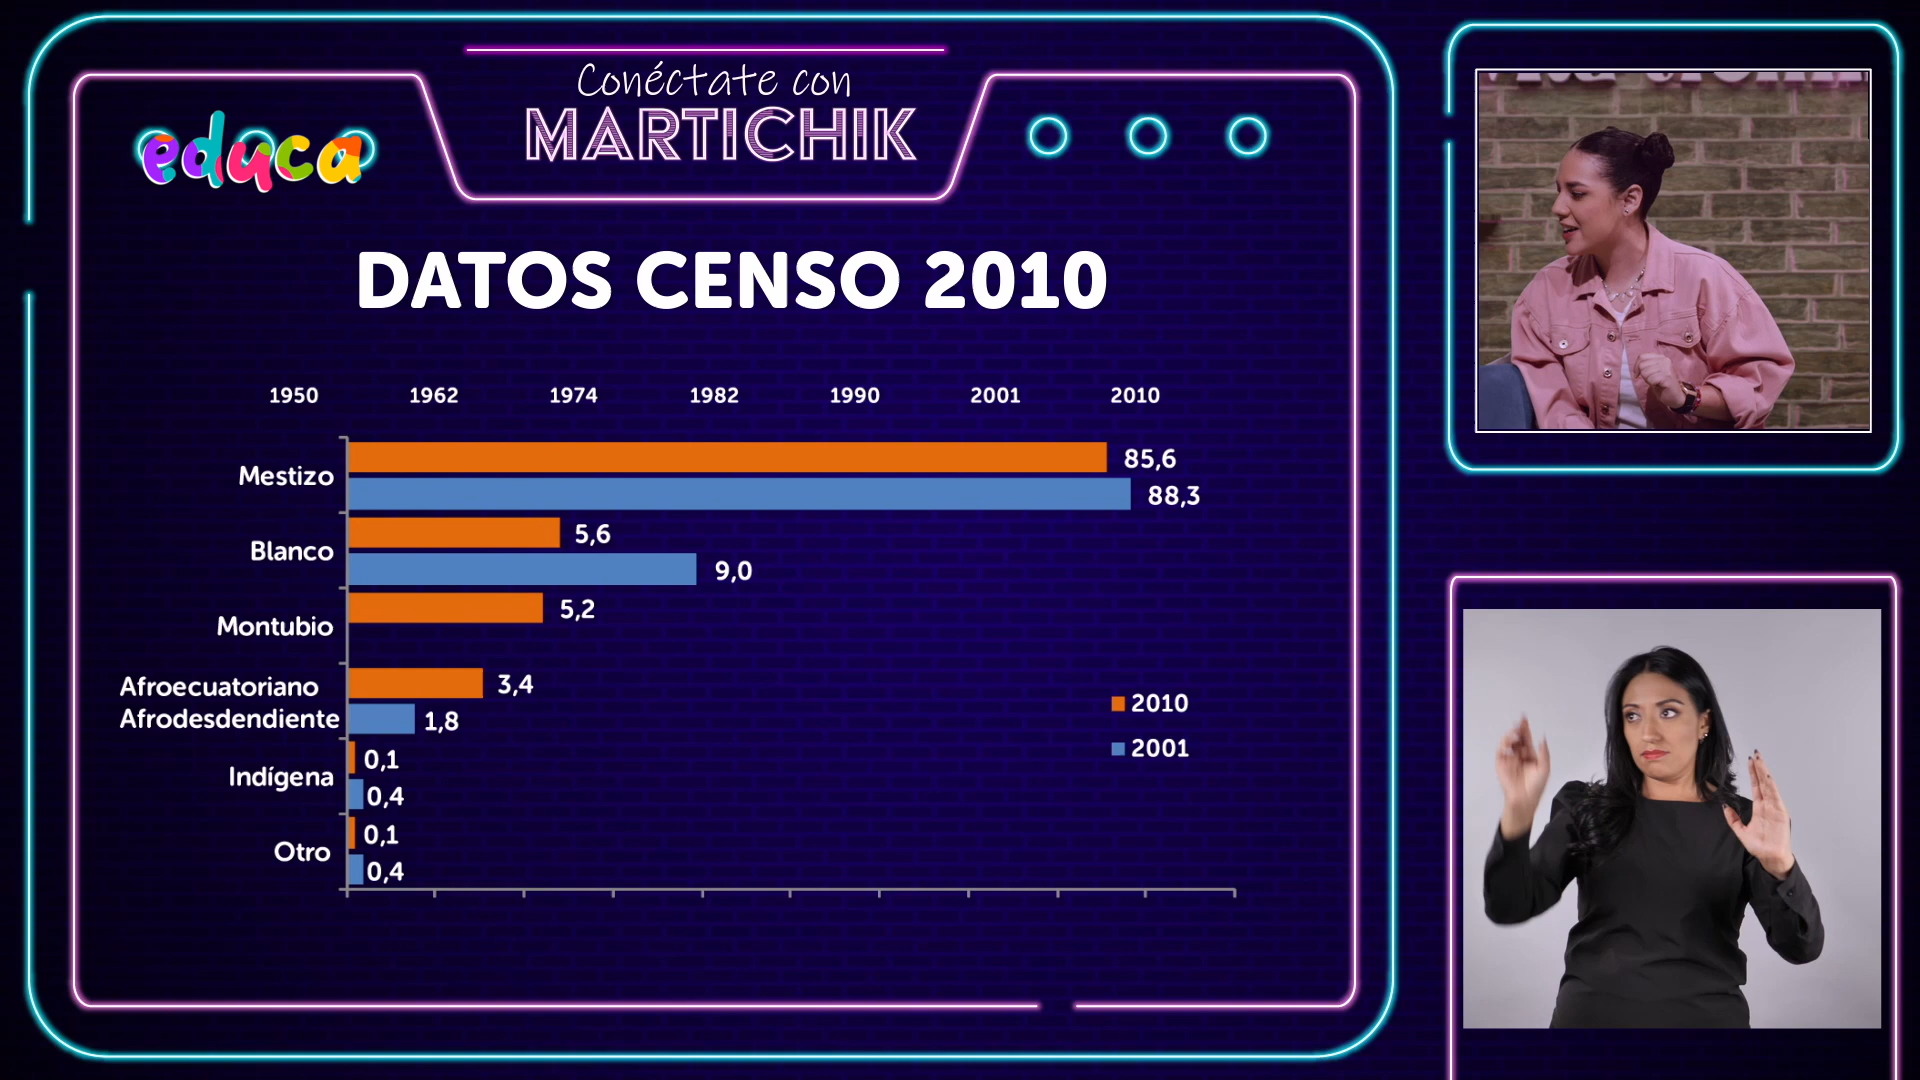 Conéctate con
MARTICHIK
educa
DATOS CENSO 2010
1950 1962 1974 1982 1990 2001 2010
Mestizo
85,6
88,3
Blanco
5,6
9,0
Montubio
5,2
Afroecuatoriano
Afrodesdendiente
3,4
1,8
Indígena
0,1
0,4
Otro
0,1
0,4
2010
2001